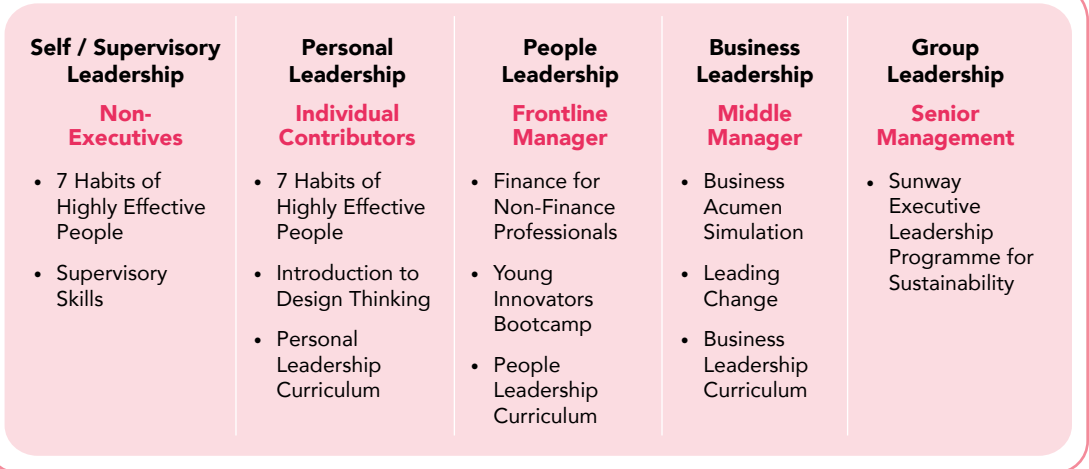 Self / Supervisory
Leadership
Non-
Executives
• 7 Habits of
Highly Effective
People
• Supervisory
Skills
Personal
Leadership
Individual
Contributors
• 7 Habits of
Highly Effective
People
• Introduction to
Design Thinking
• Personal
Leadership
Curriculum
People
Leadership
Frontline
Manager
• Finance for
Non-Finance
Professionals
• Young
Innovators
Bootcamp
• People
Leadership
Curriculum
Business
Leadership
Middle
Manager
• Business
Acumen
Simulation
• Leading
Change
• Business
Leadership
Curriculum
Group
Leadership
Senior
Management
• Sunway
Executive
Leadership
Programme for
Sustainability